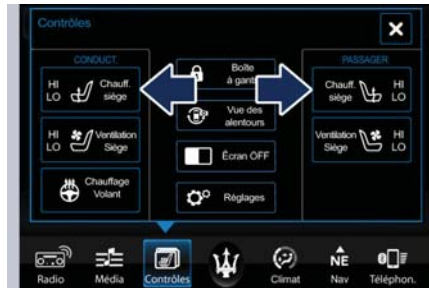 Contrôles
CONDUCT.
PASSAGER
HI
LO
Chauff.
siège
Boîte
à gants
Chauff.
siège
HI
LO
HI
LO
Ventilation
Siège
Vue des
alentours
Ventilation
Siège
HI
LO
Chauffage
Volant
Écran OFF
Réglages
Radio
Média
Contrôles
Climat
NE
Nav
Téléphon.